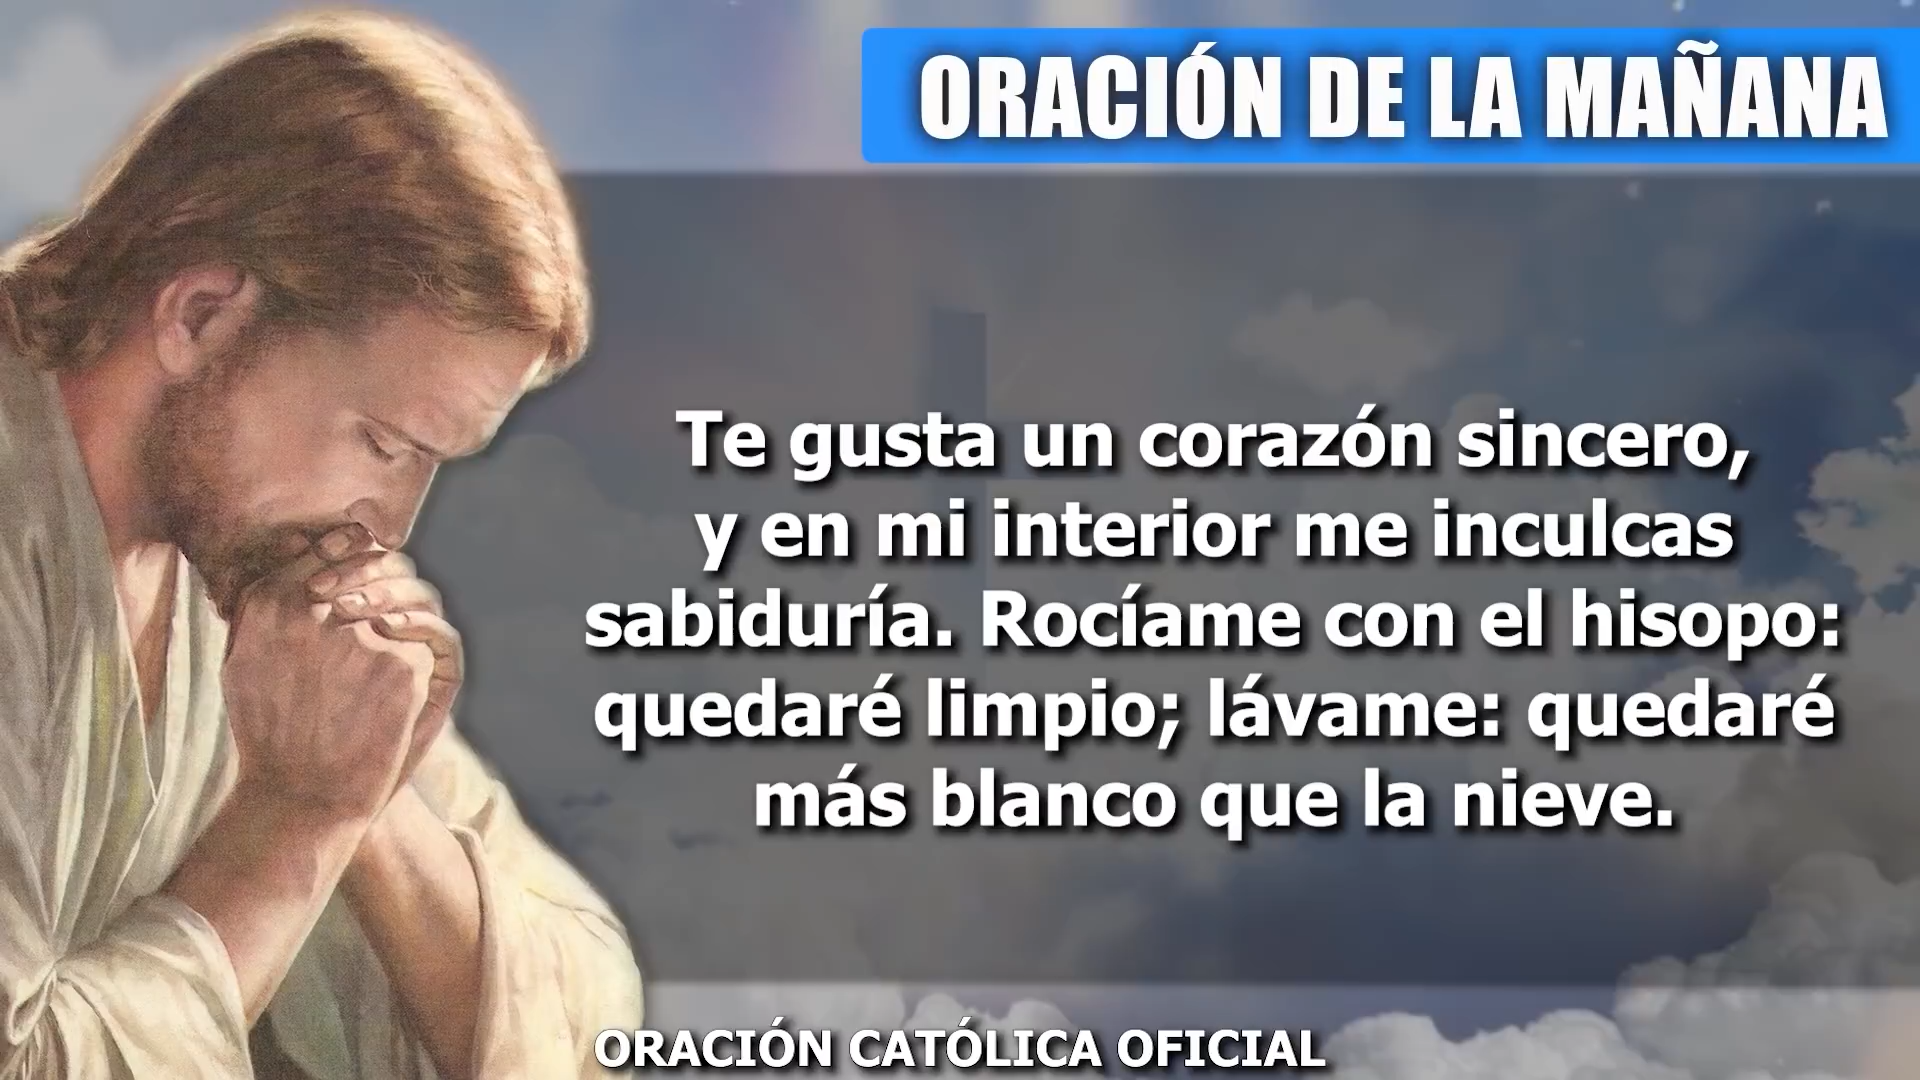 ORACIÓN DE LA MAÑANA
Te gusta un corazón sincero,
y en mi interior me inculcas
sabiduría. Rocíame con el hisopo:
quedaré limpio; lávame: quedaré
más blanco que la nieve.
ORACIÓN CATÓLICA OFICIAL